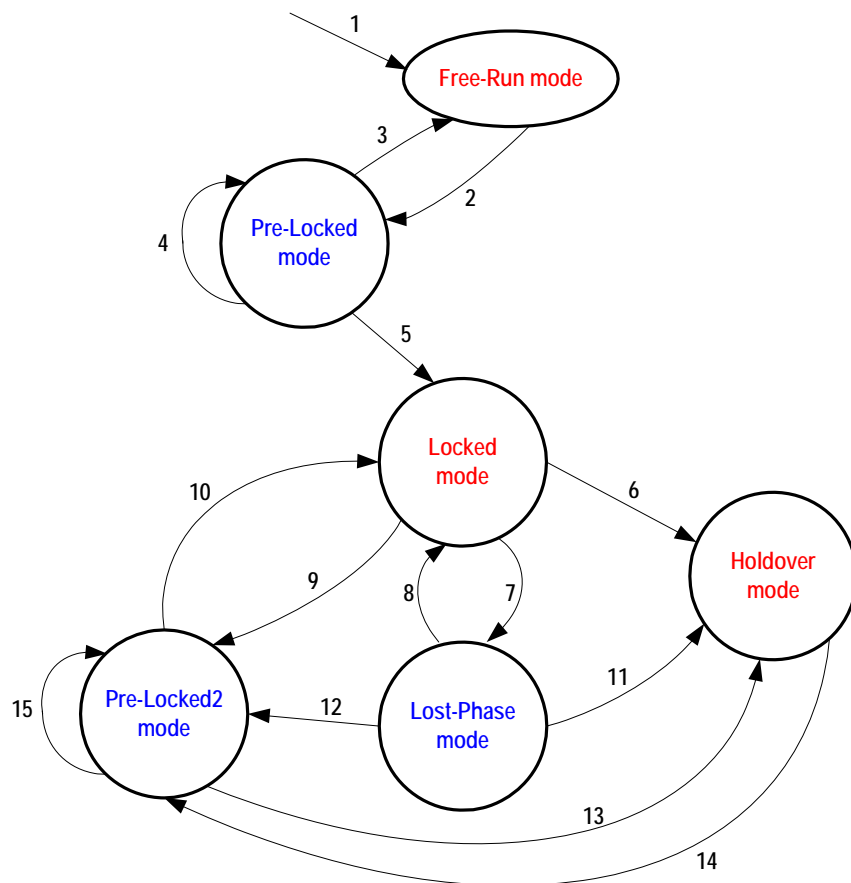 1
Free-Run mode
3
2
Pre-Locked
mode
4
5
Locked
mode
10
6
Holdover
mode
9
8
7
Pre-Locked2
mode
15
12
Lost-Phase
mode
11
13
14